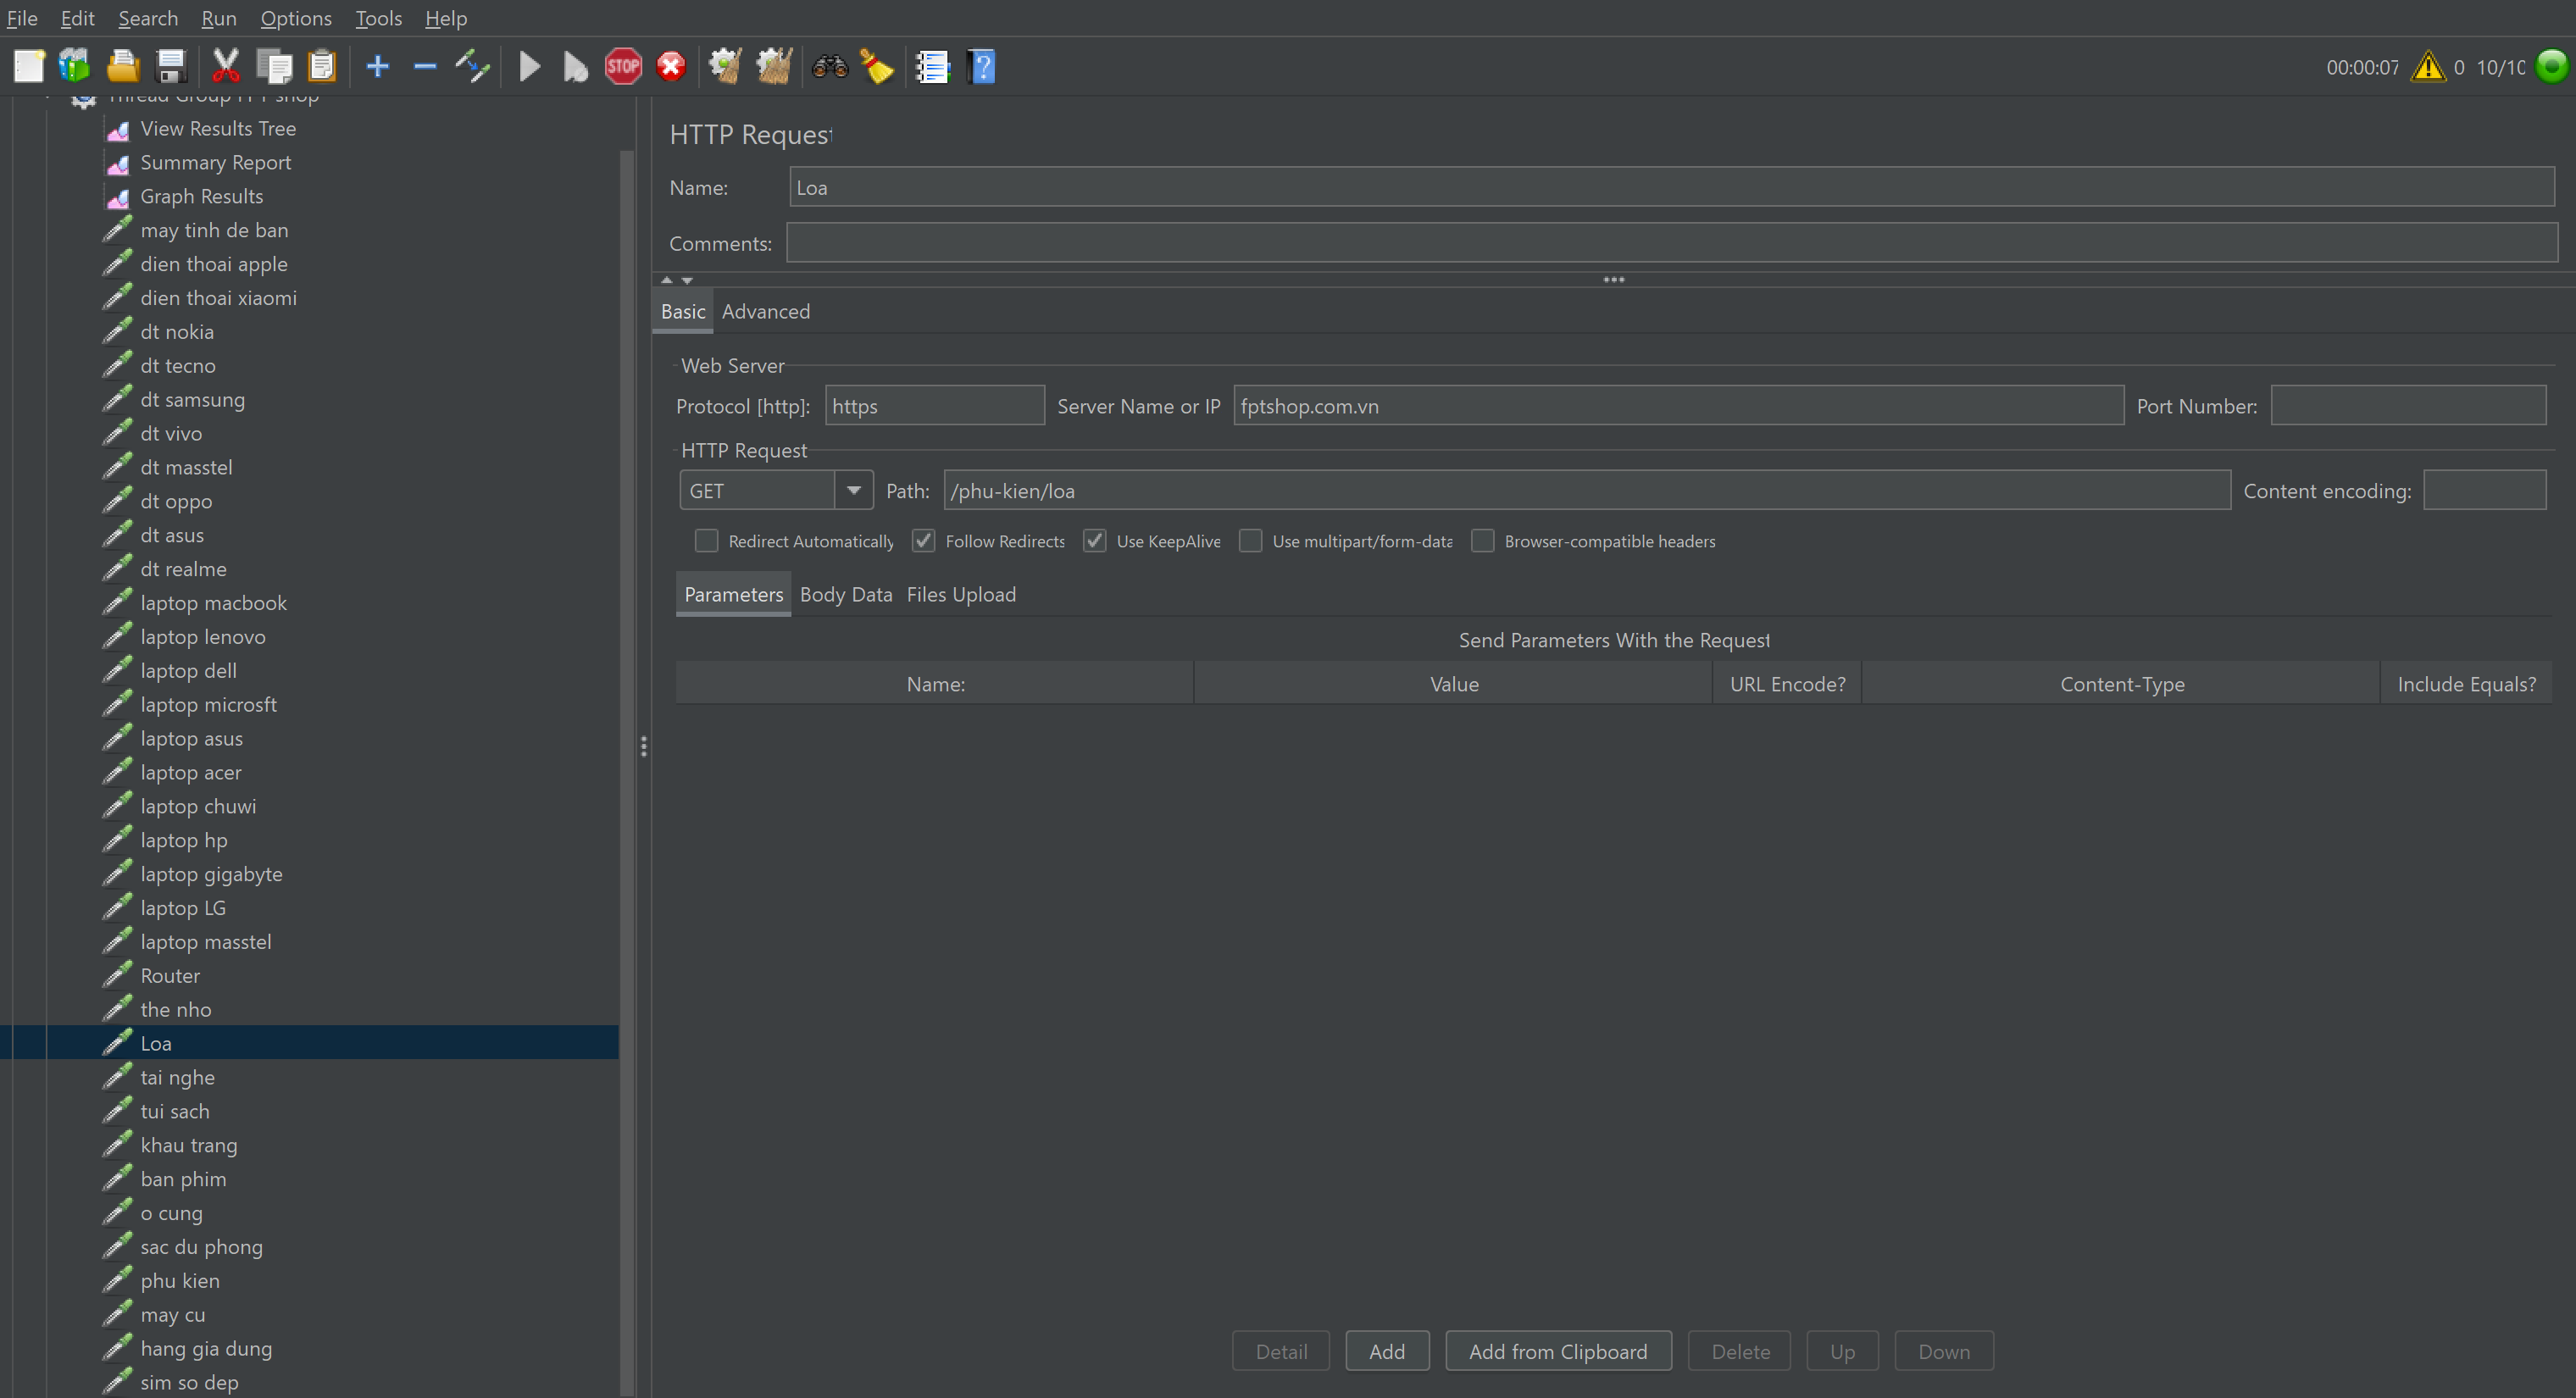 File Edit Search Run Options Tools Help
STOP
00:00:07 0 10/10
Thread Group FPT shop
View Results Tree
Summary Report
Graph Results
may tinh de ban
dien thoai apple
dien thoai xiaomi
dt nokia
dt tecno
dt samsung
dt vivo
dt masstel
dt oppo
dt asus
dt realme
laptop macbook
laptop lenovo
laptop dell
laptop microsft
laptop asus
laptop acer
laptop chuwi
laptop hp
laptop gigabyte
laptop LG
laptop masstel
Router
the nho
Loa
tai nghe
tui sach
khau trang
ban phim
o cung
sac du phong
phu kien
may cu
hang gia dung
sim so dep
HTTP Request
Name: Loa
Comments:
Basic Advanced
Web Server
Protocol [http]: https Server Name or IP fptshop.com.vn Port Number:
HTTP Request
GET Path: /phu-kien/loa Content encoding:
Redirect Automatically Follow Redirects Use KeepAlive Use multipart/form-data Browser-compatible headers
Parameters Body Data Files Upload
Send Parameters With the Request
Name: Value URL Encode? Content-Type Include Equals?
Detail Add Add from Clipboard Delete Up Down